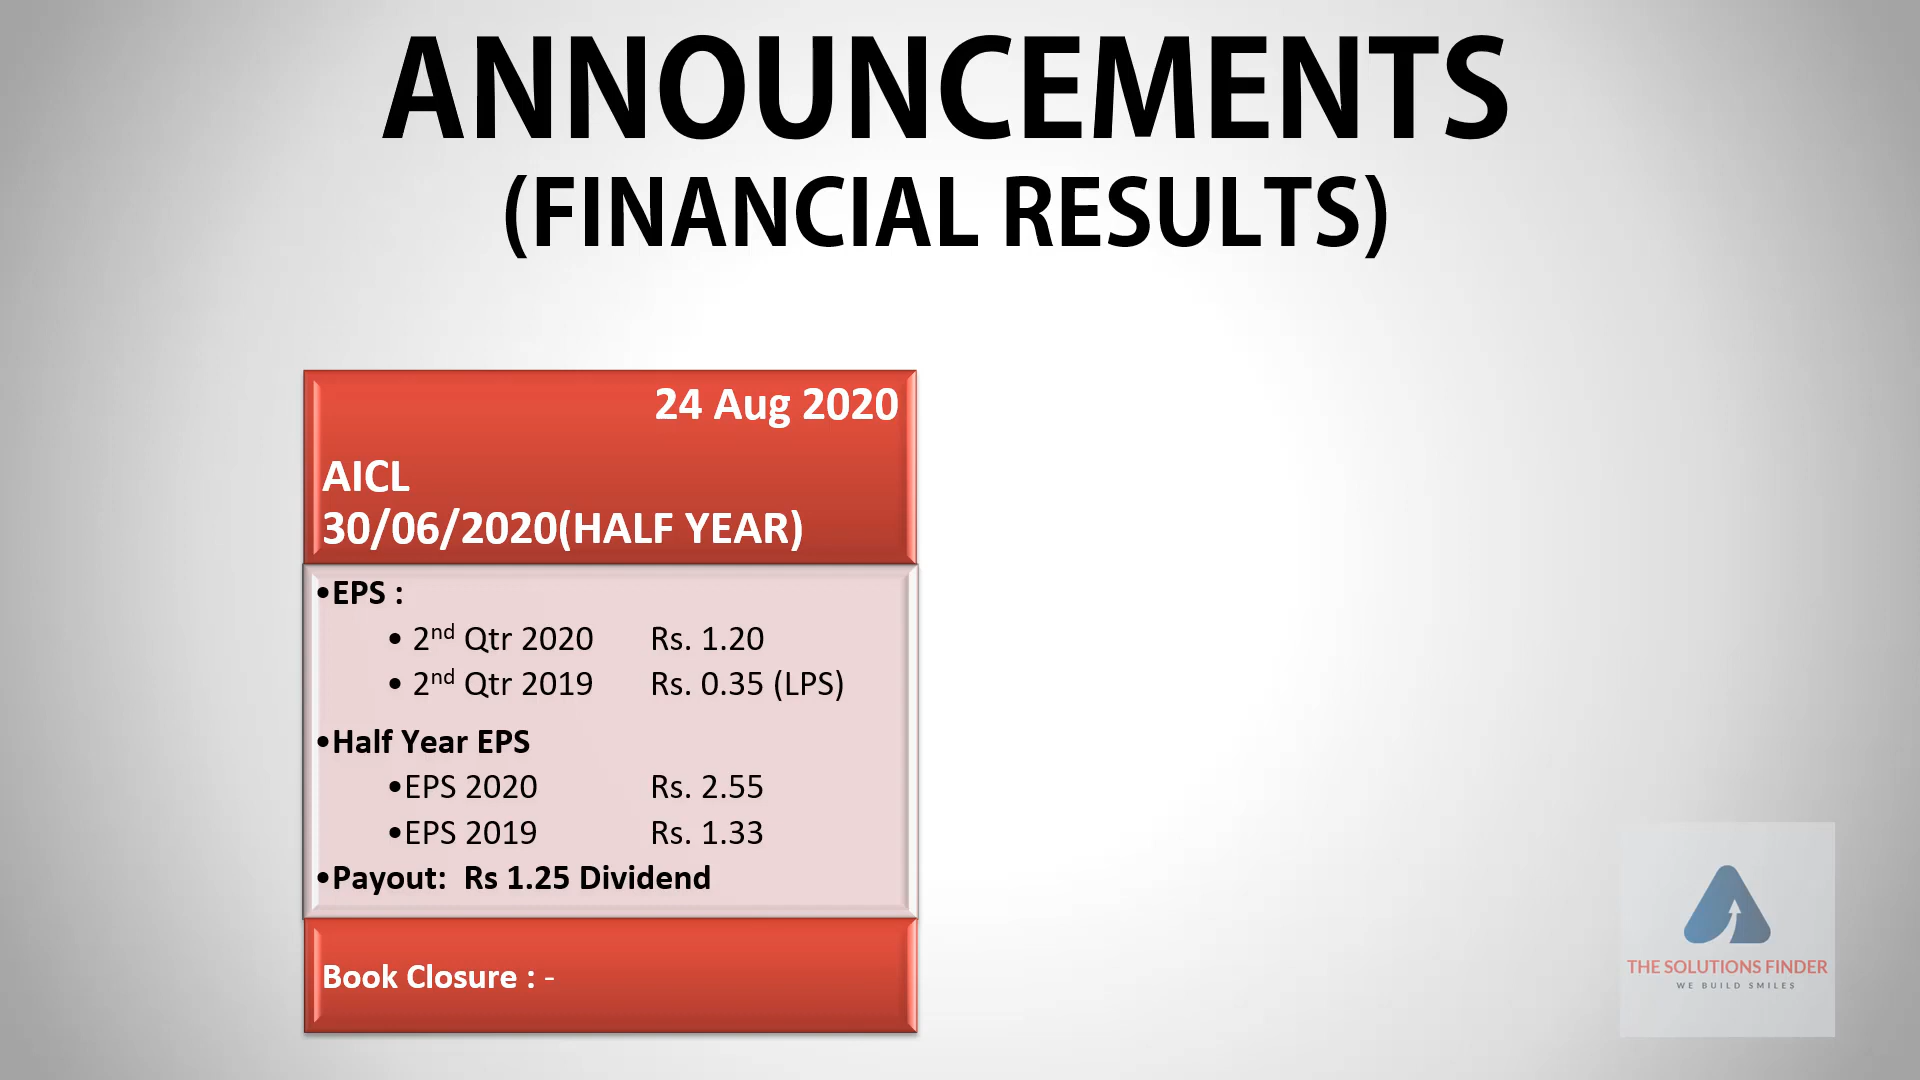 ANNOUNCEMENTS
(FINANCIAL RESULTS)
24 Aug 2020
AICL
30/06/2020(HALF YEAR)
•EPS :
• 2nd Qtr 2020 Rs. 1.20
• 2nd Qtr 2019 Rs. 0.35 (LPS)
•Half Year EPS
•EPS 2020 Rs. 2.55
•EPS 2019 Rs. 1.33
•Payout: Rs 1.25 Dividend
Book Closure : -
THE SOLUTIONS FINDER
WE BUILD SMILES